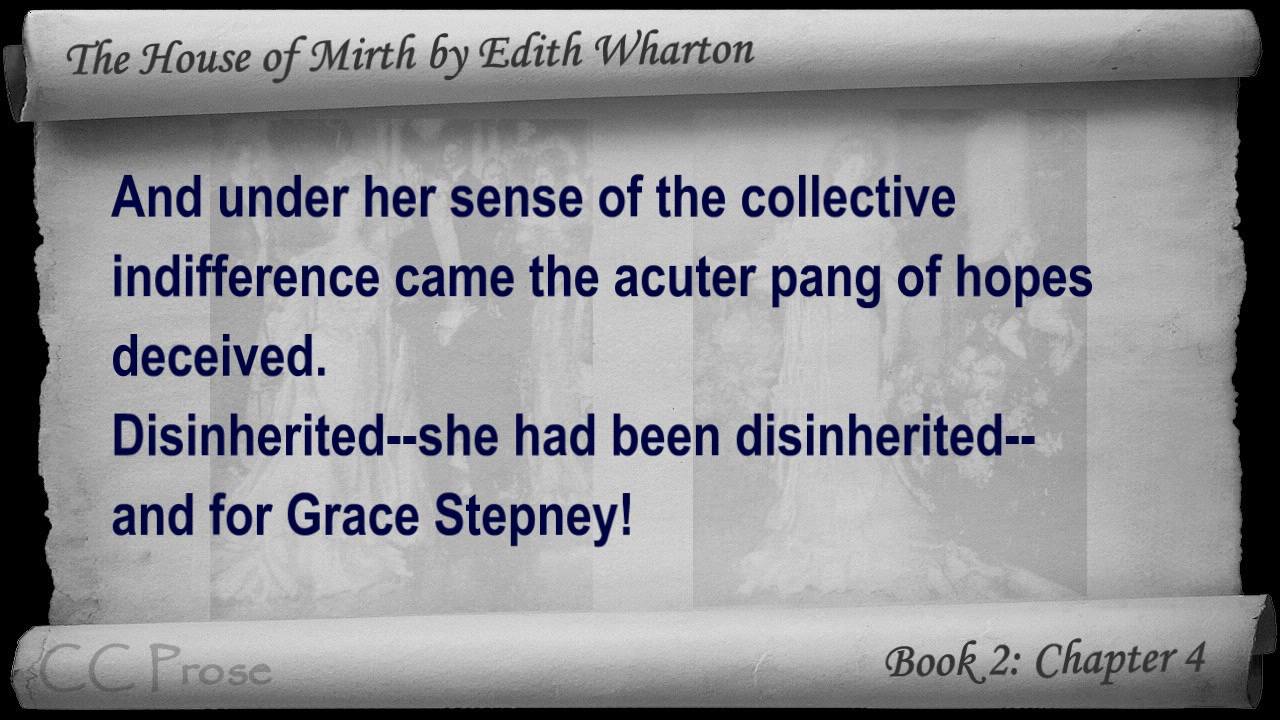 The House of Mirth by Edith Wharton
And under her sense of the collective
indifference came the acuter pang of hopes
deceived.
Disinherited--she had been disinherited--
and for Grace Stepney!
CC Prose
Book 2: Chapter 4